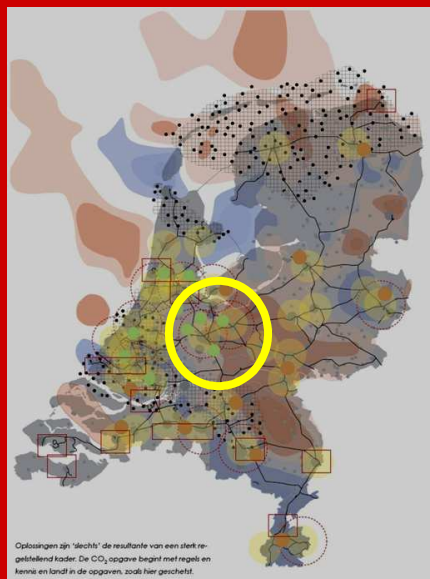 Oplossingen zijn 'slechts' de resultante van een sterk re-
gelstellend kader. De CO2 opgave begint met regels en
kennis en landt in de opgaven, zoals hier geschetst.